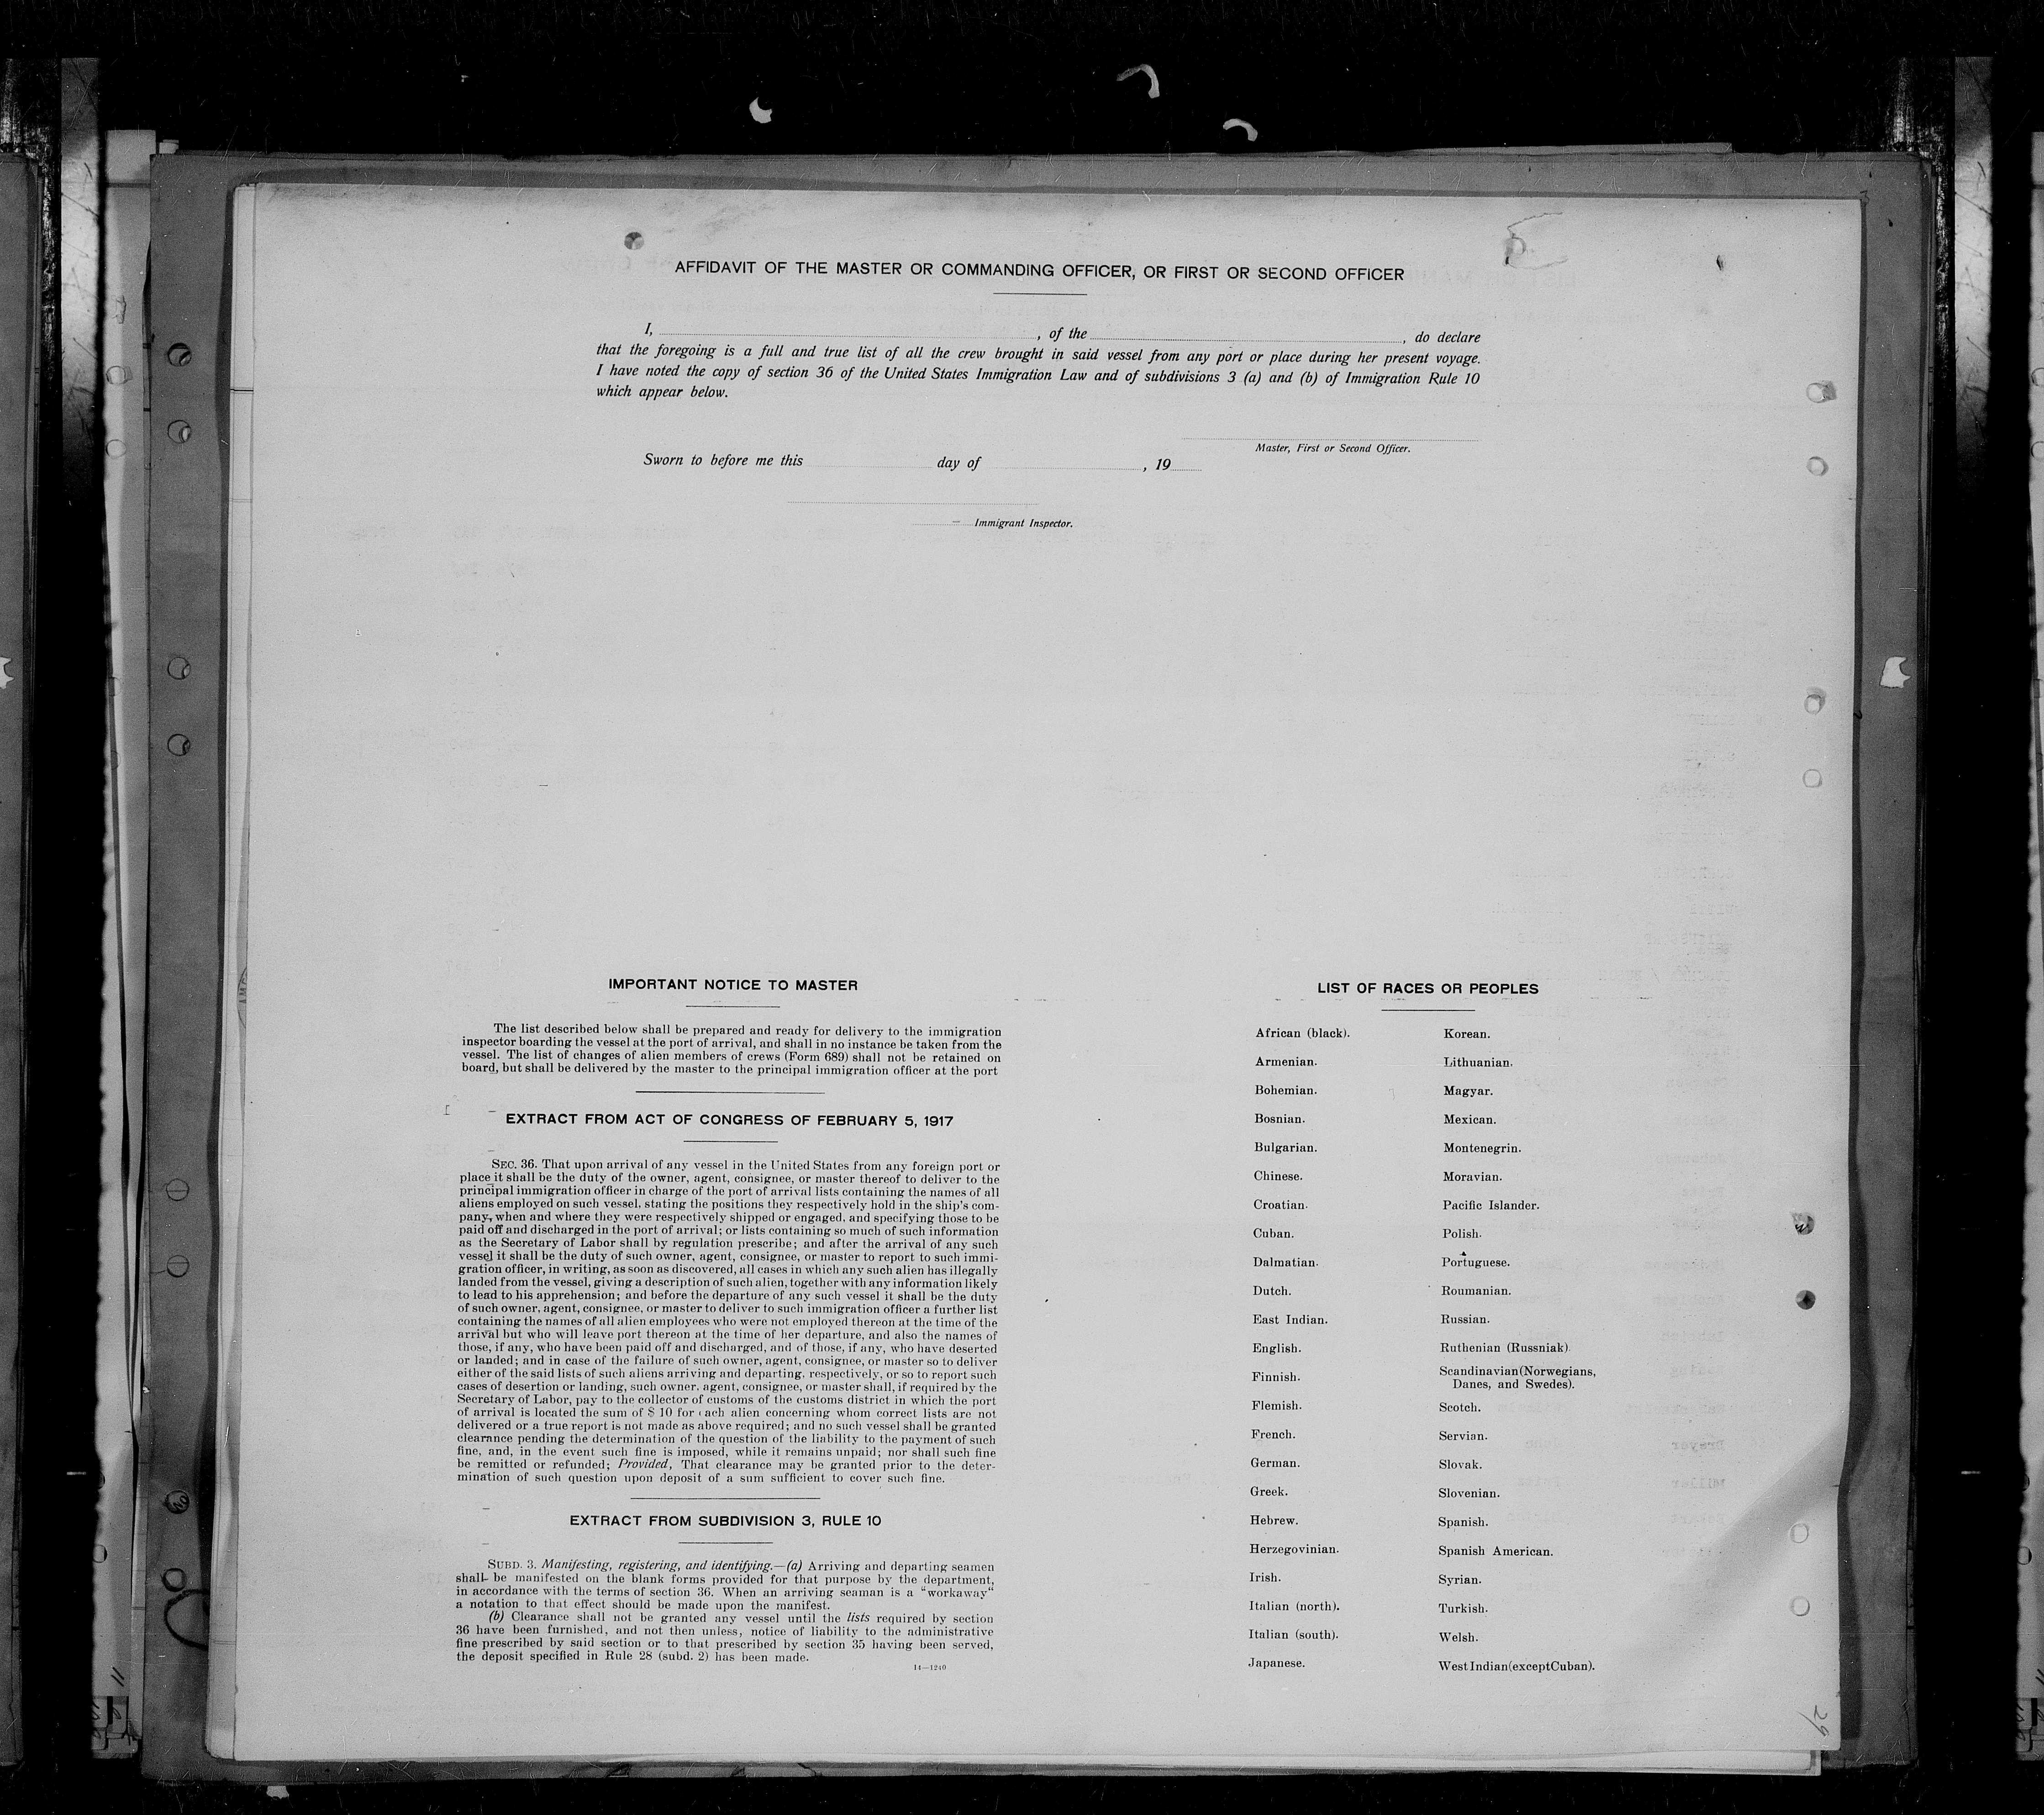 AFFIDAVIT OF THE MASTER OR COMMANDING OFFICER, OR FIRST OR SECOND OFFICER
I, , of the , do declare
that the foregoing is a full and true list of all the crew brought in said vessel from any port or place during her present voyage.
I have noted the copy of section 36 of the United States Immigration Law and of subdivisions 3 (a) and (b) of Immigration Rule 10
which appear below.
Master, First or Second Officer.
Sworn to before me this day of , 19
Immigrant Inspector.
IMPORTANT NOTICE TO MASTER
The list described below shall be prepared and ready for delivery to the immigration
inspector boarding the vessel at the port of arrival, and shall in no instance be taken from the
vessel. The list of changes of alien members of crews (Form 689) shall not be retained on
board, but shall be delivered by the master to the principal immigration officer at the port
EXTRACT FROM ACT OF CONGRESS OF FEBRUARY 5, 1917
SEC. 36. That upon arrival of any vessel in the United States from any foreign port or
place it shall be the duty of the owner, agent, consignee, or master thereof to deliver to the
principal immigration officer in charge of the port of arrival lists containing the names of all
aliens employed on such vessel, stating the positions they respectively hold in the ship's com-
pany, when and where they were respectively shipped or engaged, and specifying those to be
paid off and discharged in the port of arrival; or lists containing so much of such information
as the Secretary of Labor shall by regulation prescribe; and after the arrival of any such
vessel it shall be the duty of such owner, agent, consignee, or master to report to such immi-
gration officer, in writing, as soon as discovered, all cases in which any such alien has illegally
landed from the vessel, giving a description of such alien, together with any information likely
to lead to his apprehension; and before the departure of any such vessel it shall be the duty
of such owner, agent, consignee, or master to deliver to such immigration officer a further list
containing the names of all alien employees who were not employed thereon at the time of the
arrival but who will leave port thereon at the time of her departure, and also the names of
those, if any, who have been paid off and discharged, and of those, if any, who have deserted
or landed; and in case of the failure of such owner, agent, consignee, or master so to deliver
either of the said lists of such aliens arriving and departing, respectively, or so to report such
cases of desertion or landing, such owner, agent, consignee, or master shall, if required by the
Secretary of Labor, pay to the collector of customs of the customs district in which the port
of arrival is located the sum of $ 10 for each alien concerning whom correct lists are not
delivered or a true report is not made as above required; and no such vessel shall be granted
clearance pending the determination of the question of the liability to the payment of such
fine, and, in the event such fine is imposed, while it remains unpaid; nor shall such fine
be remitted or refunded; Provided, That clearance may be granted prior to the deter-
mination of such question upon deposit of a sum sufficient to cover such fine.
EXTRACT FROM SUBDIVISION 3, RULE 10
SUBD. 3. Manifesting, registering, and identifying.—(a) Arriving and departing seamen
shall be manifested on the blank forms provided for that purpose by the department,
in accordance with the terms of section 36. When an arriving seaman is a "workaway"
a notation to that effect should be made upon the manifest.
(b) Clearance shall not be granted any vessel until the lists required by section
36 have been furnished, and not then unless, notice of liability to the administrative
fine prescribed by said section or to that prescribed by section 35 having been served,
the deposit specified in Rule 28 (subd. 2) has been made.
14—1240
LIST OF RACES OR PEOPLES
African (black).
Armenian.
Bohemian.
Bosnian.
Bulgarian.
Chinese.
Croatian.
Cuban.
Dalmatian.
Dutch.
East Indian.
English.
Finnish.
Flemish.
French.
German.
Greek.
Hebrew.
Herzegovinian.
Irish.
Italian (north).
Italian (south).
Japanese.
Korean.
Lithuanian.
Magyar.
Mexican.
Montenegrin.
Moravian.
Pacific Islander.
Polish.
Portuguese.
Roumanian.
Russian.
Ruthenian (Russniak).
Scandinavian (Norwegians,
Danes, and Swedes).
Scotch.
Servian.
Slovak.
Slovenian.
Spanish.
Spanish American.
Syrian.
Turkish.
Welsh.
West Indian (except Cuban).
29